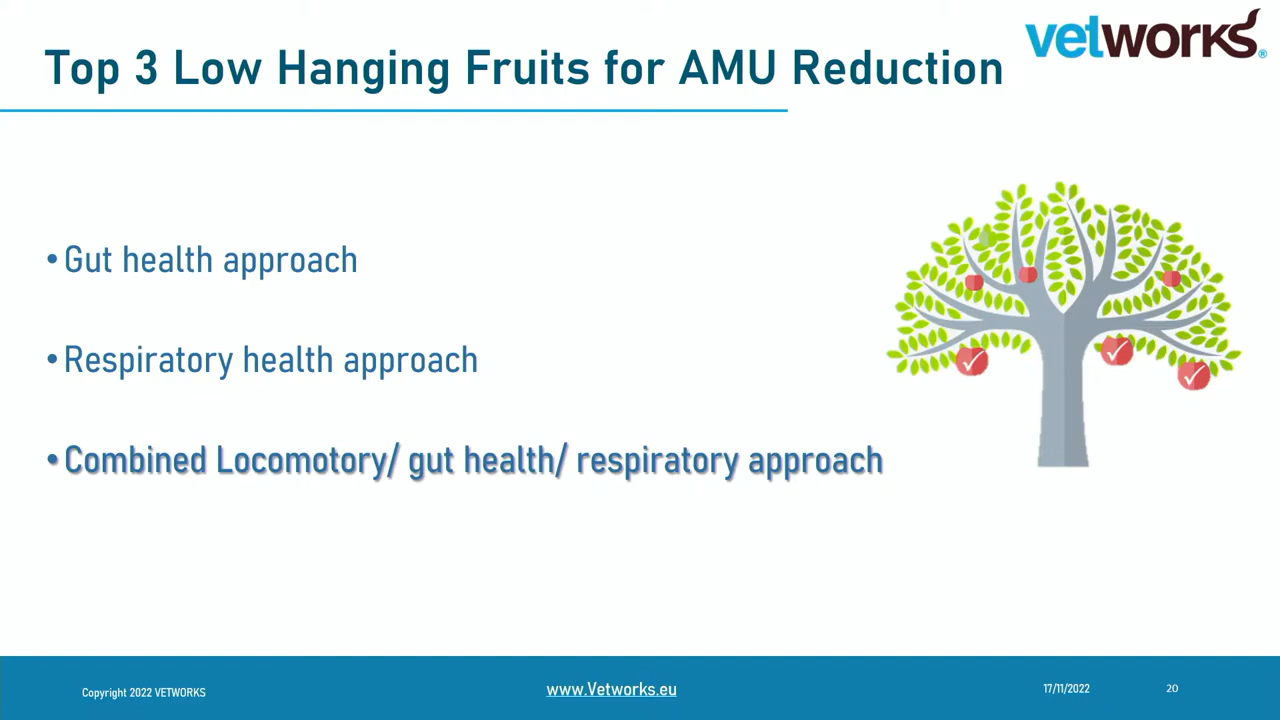 vetworks®
Top 3 Low Hanging Fruits for AMU Reduction
• Gut health approach
• Respiratory health approach
• Combined Locomotory/ gut health/ respiratory approach
Copyright 2022 VETWORKS
www.Vetworks.eu
17/11/2022
20